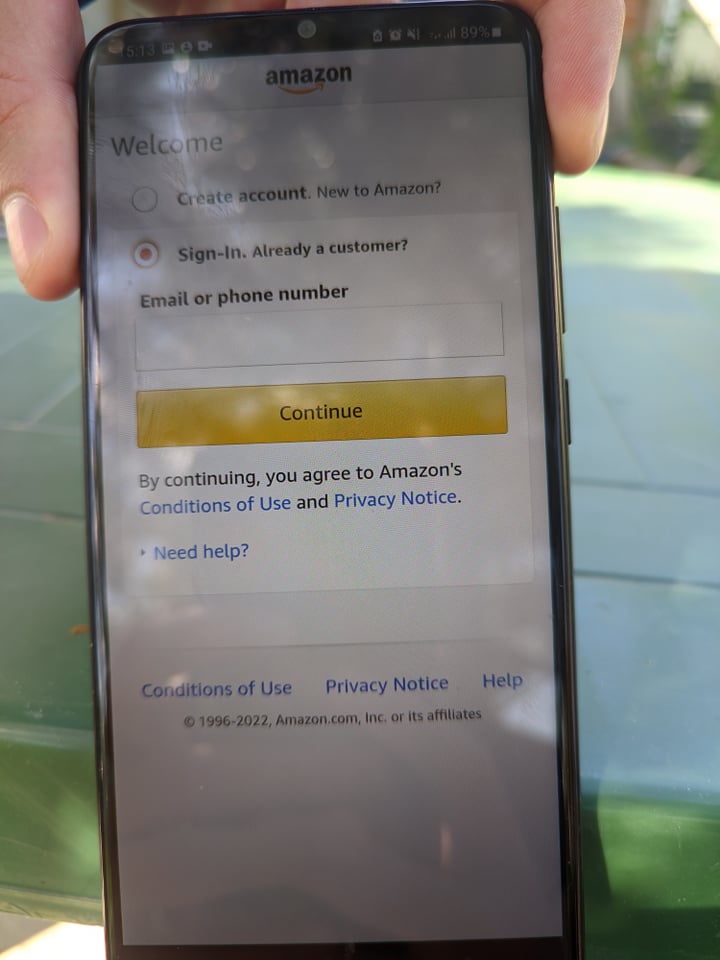 5:13 89%
amazon
Welcome
Create account. New to Amazon?
Sign-In. Already a customer?
Email or phone number
Continue
By continuing, you agree to Amazon's
Conditions of Use and Privacy Notice.
Need help?
Conditions of Use Privacy Notice Help
© 1996-2022, Amazon.com, Inc. or its affiliates